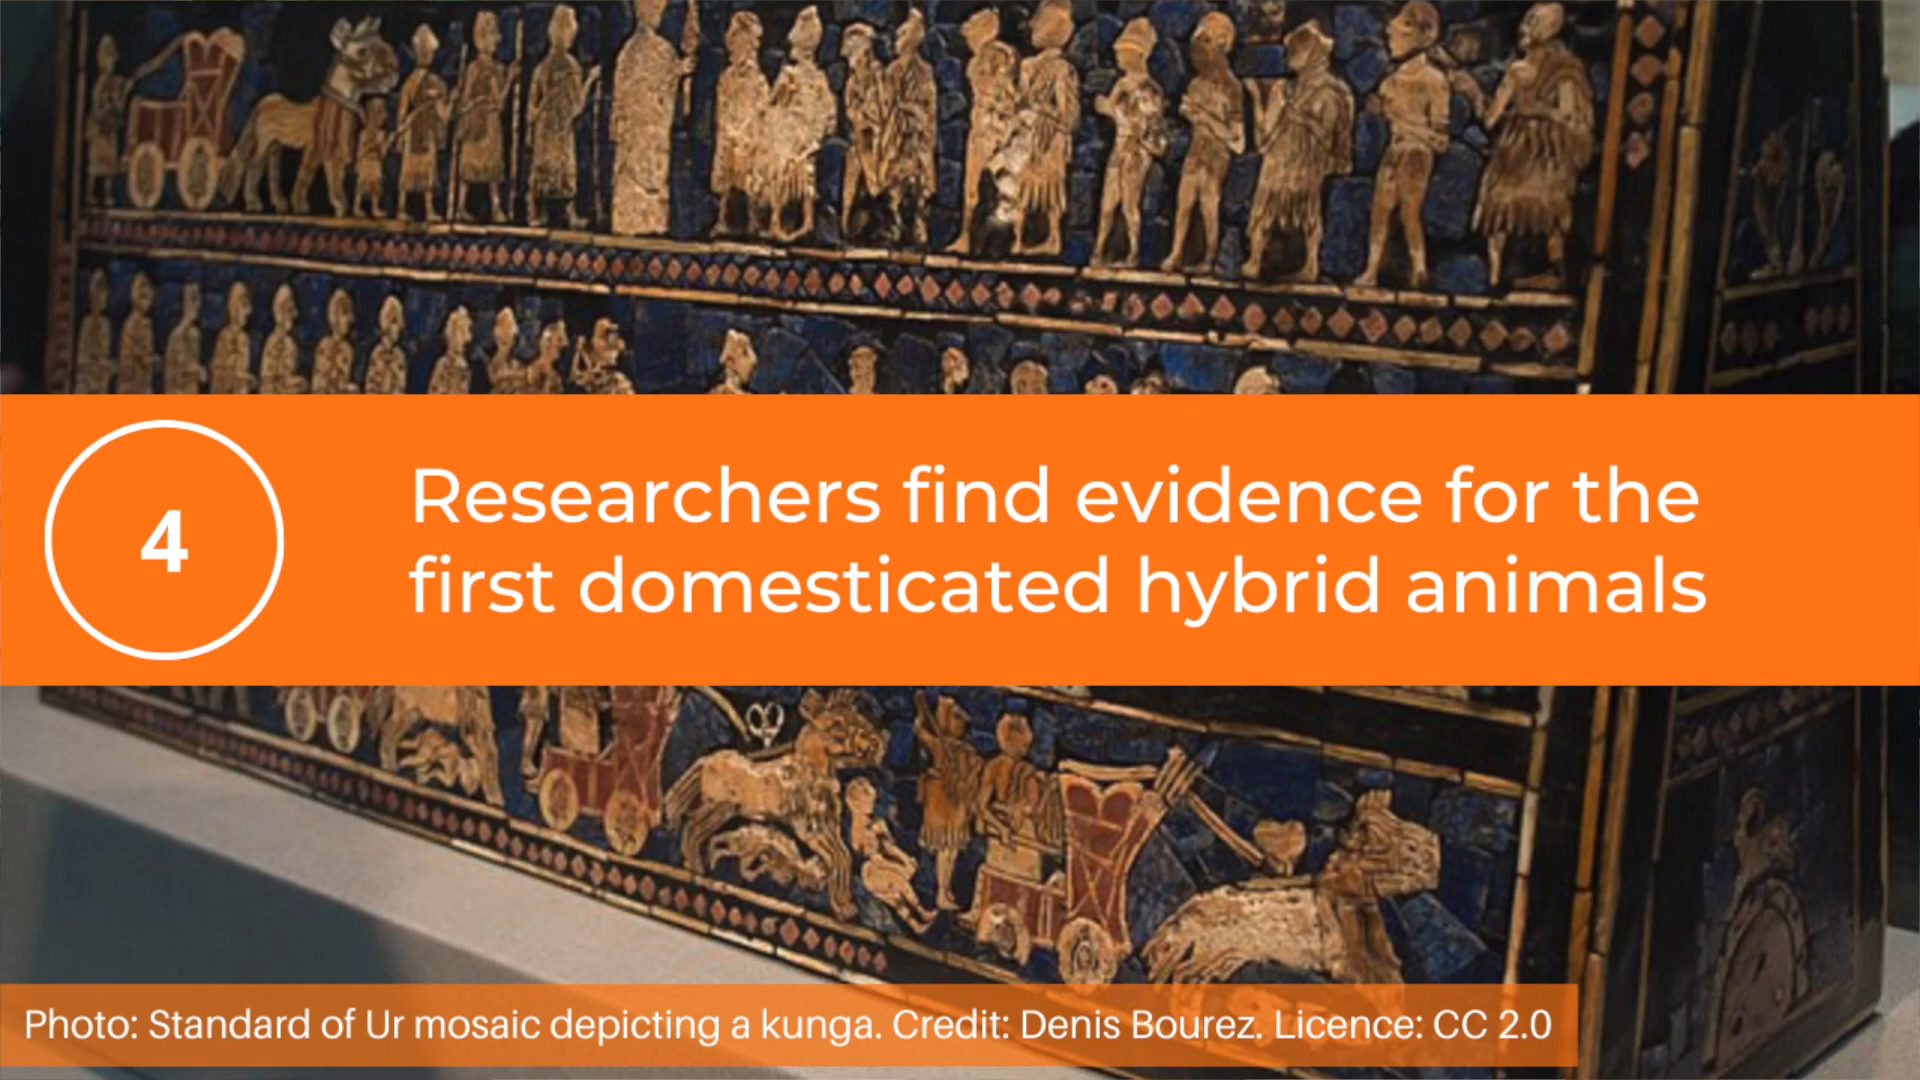 4
Researchers find evidence for the
first domesticated hybrid animals
Photo: Standard of Ur mosaic depicting a kunga. Credit: Denis Bourez. Licence: CC 2.0